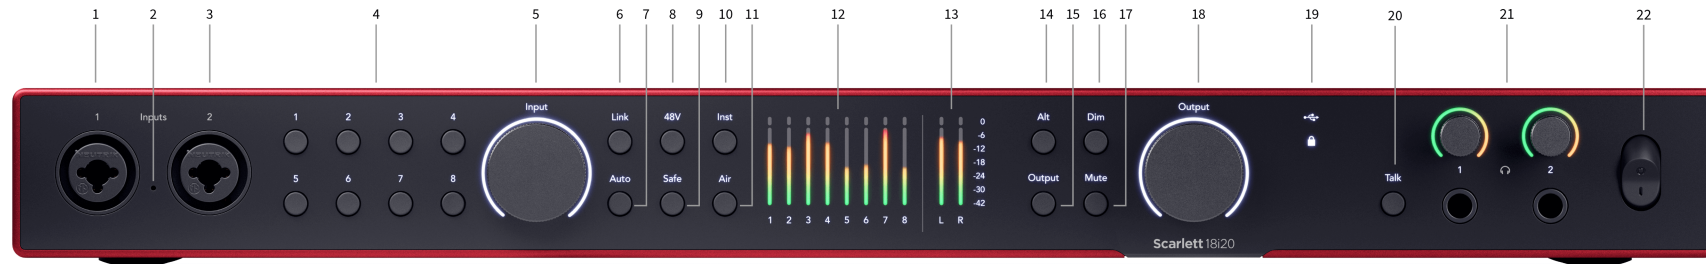 1 2 3 4 5 6 7 8 9 10 11 12 13 14 15 16 17 18 19 20 21 22
Input Output
1 Inputs 2 1 2 3 4 Link 48V Inst Alt Dim
0
-6
-12
-18
-24
-30
-42
5 6 7 8 Auto Safe Air Output Mute Talk 1 2
1 2 3 4 5 6 7 8 L R
Scarlett 18i20